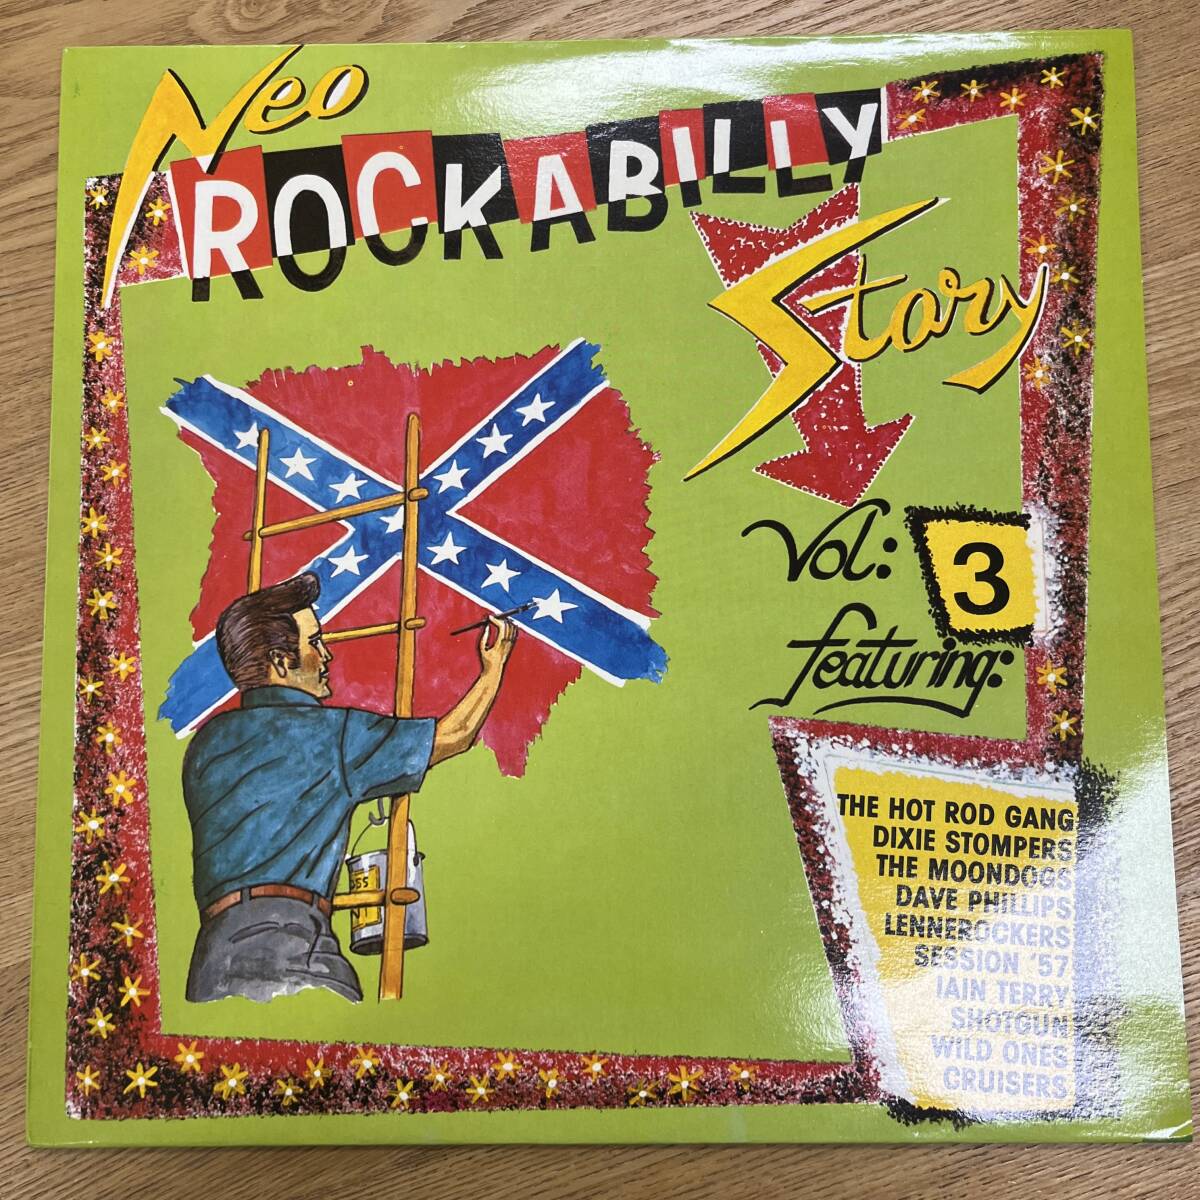 Neo
ROCKABILLY
Story
Vol: 3
featuring:
THE HOT ROD GANG
DIXIE STOMPERS
THE MOONDOGS
DAVE PHILLIPS
LENNEROCKERS
SESSION '57
IAIN TERRY
SHOTGUN
WILD ONES
CRUISERS